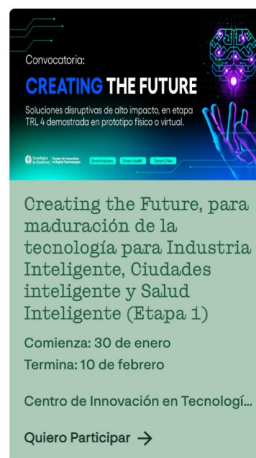 Convocatoria:
CREATING THE FUTURE
Soluciones disruptivas de alto impacto, en etapa
TRL 4 demostrada en prototipo físico o virtual.
Creating the Future, para
maduración de la
tecnología para Industria
Inteligente, Ciudades
inteligente y Salud
Inteligente (Etapa 1)
Comienza: 30 de enero
Termina: 10 de febrero
Centro de Innovación en Tecnologí...
Quiero Participar →